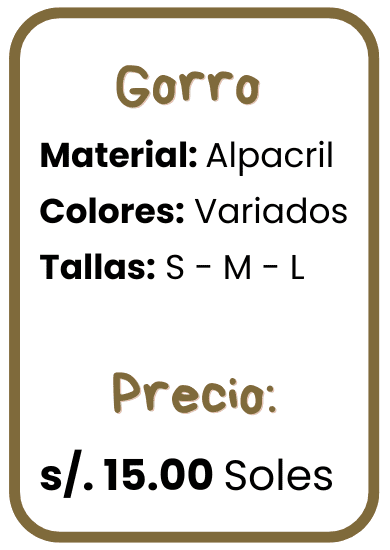 Gorro
Material: Alpacril
Colores: Variados
Tallas: S - M - L
Precio:
s/. 15.00 Soles